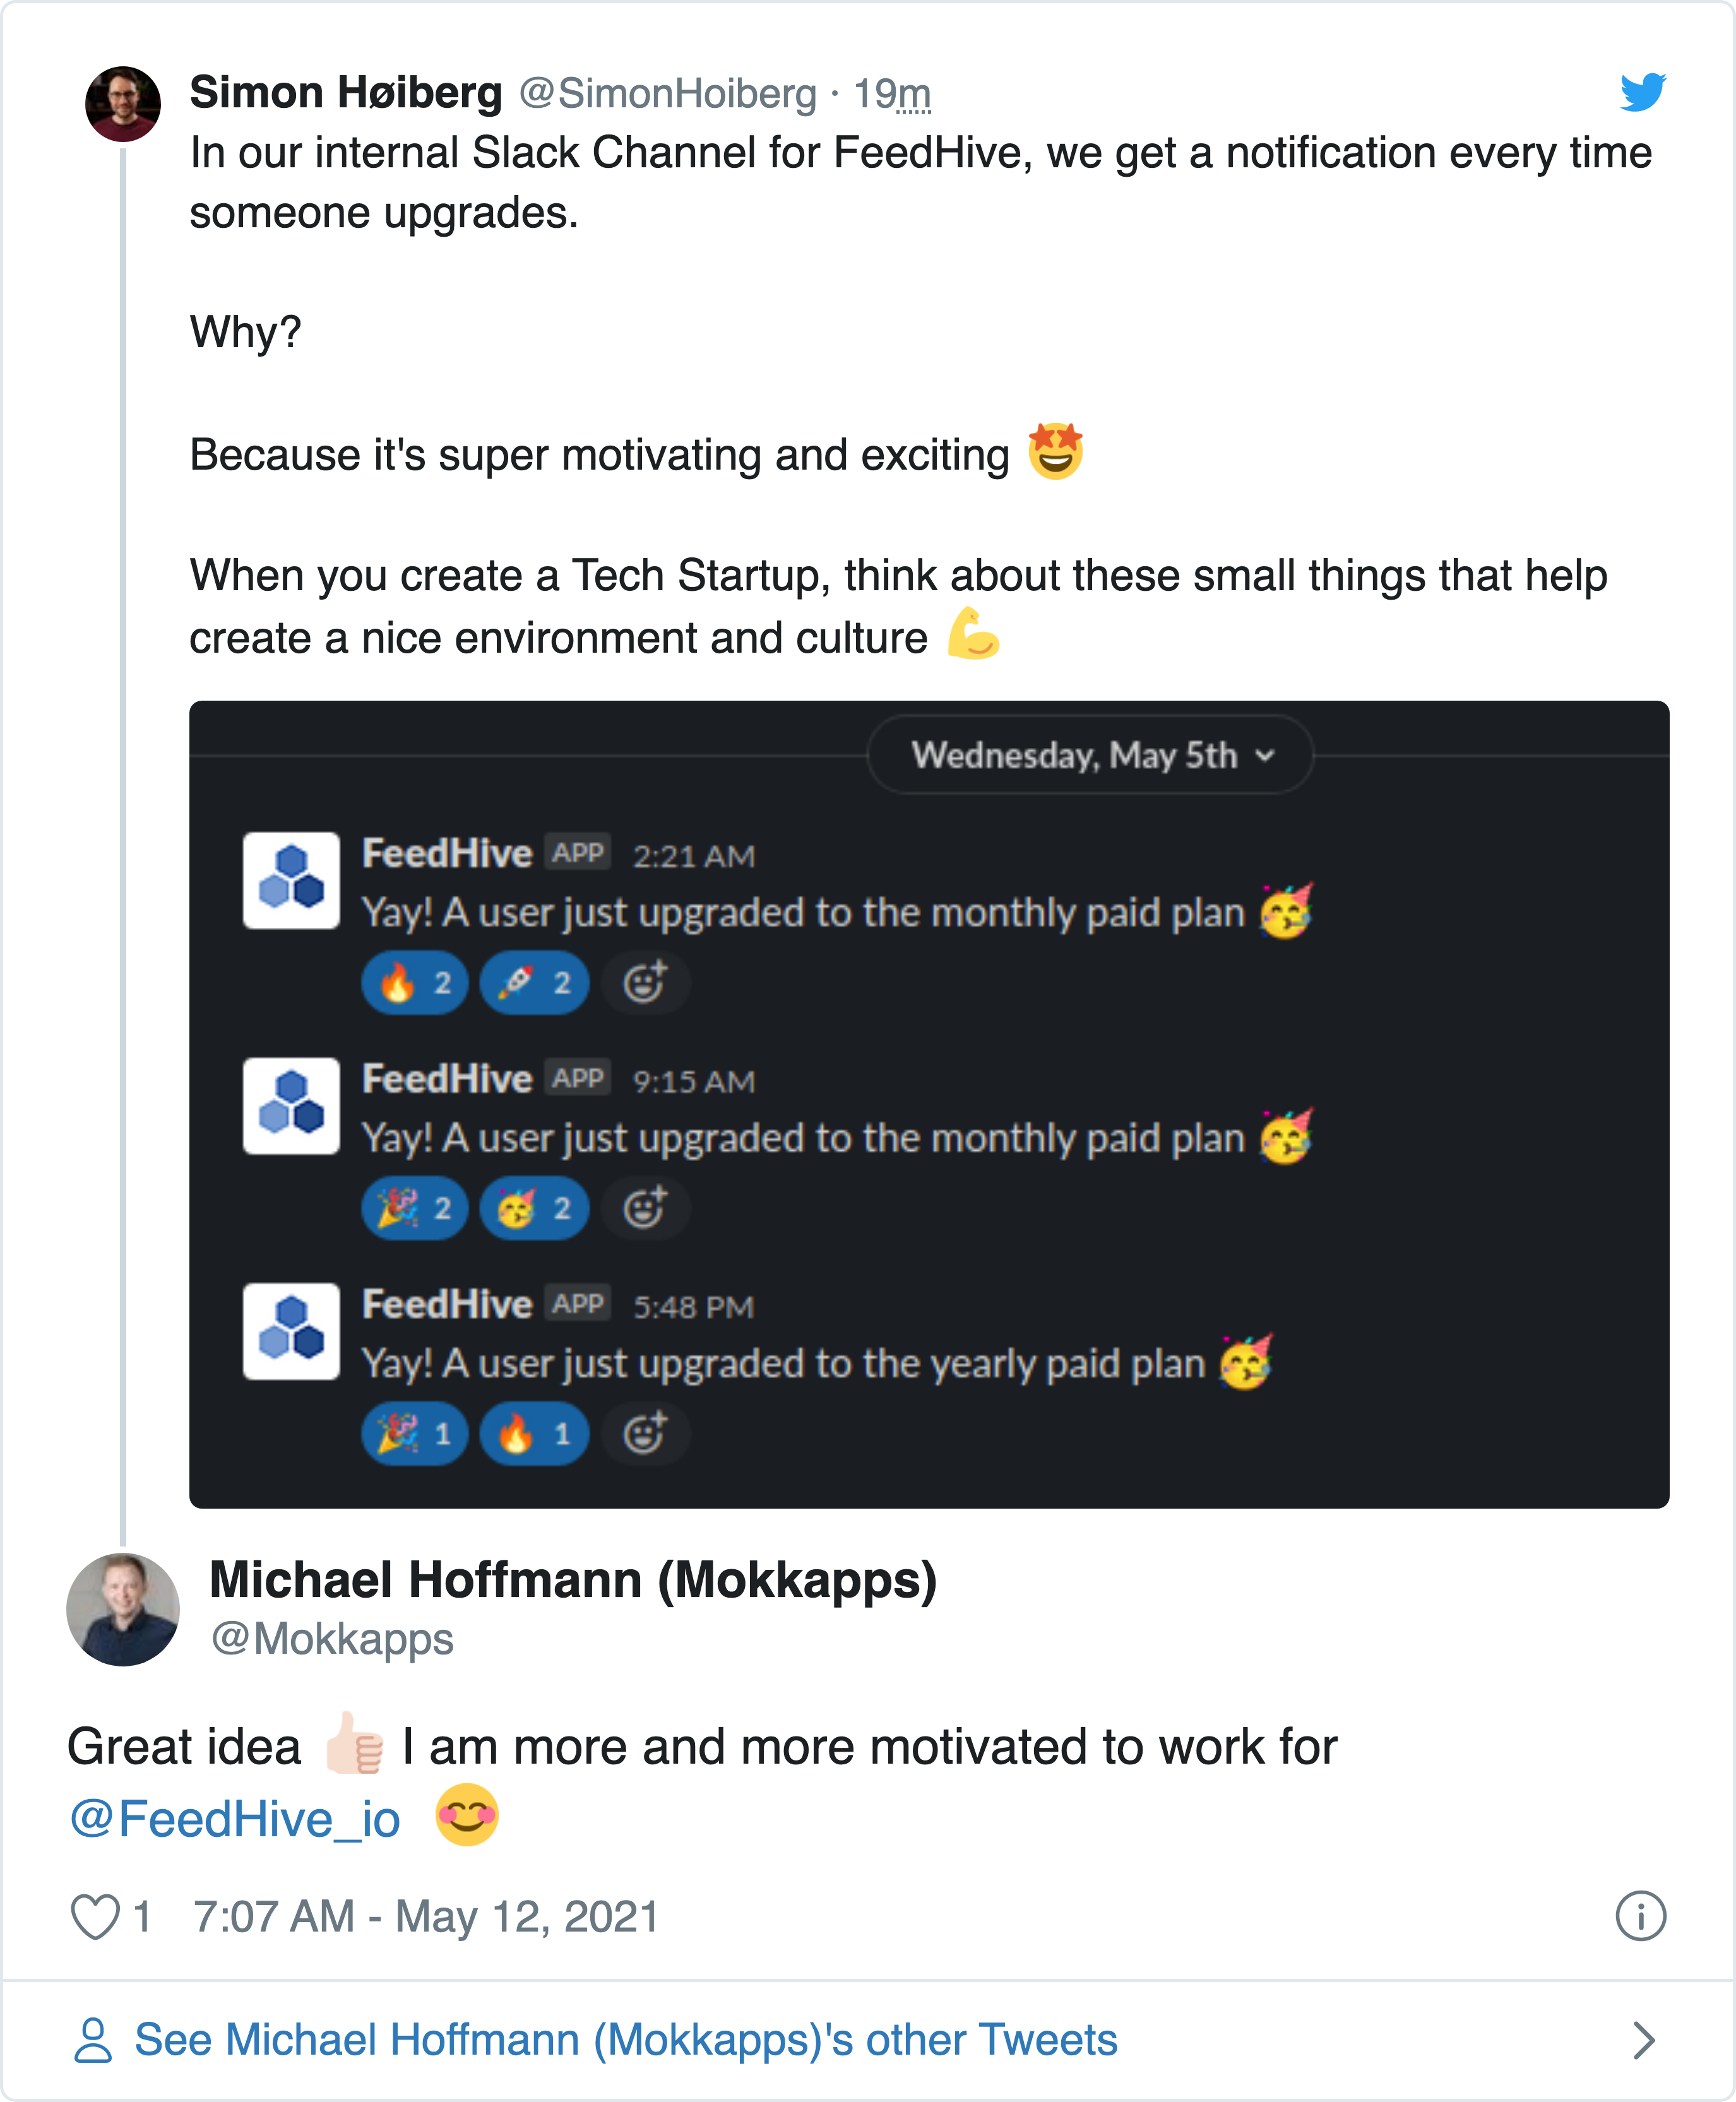 Simon Høiberg @SimonHoiberg · 19m
In our internal Slack Channel for FeedHive, we get a notification every time
someone upgrades.
Why?
Because it's super motivating and exciting 🤩
When you create a Tech Startup, think about these small things that help
create a nice environment and culture 💪
Wednesday, May 5th
FeedHive APP 2:21 AM
Yay! A user just upgraded to the monthly paid plan 🥳
🔥 2 🚀 2
FeedHive APP 9:15 AM
Yay! A user just upgraded to the monthly paid plan 🥳
🎉 2 🥳 2
FeedHive APP 5:48 PM
Yay! A user just upgraded to the yearly paid plan 🥳
🎉 1 🔥 1
Michael Hoffmann (Mokkapps)
@Mokkapps
Great idea 👍🏻 I am more and more motivated to work for
@FeedHive_io 😊
1 7:07 AM - May 12, 2021
See Michael Hoffmann (Mokkapps)'s other Tweets